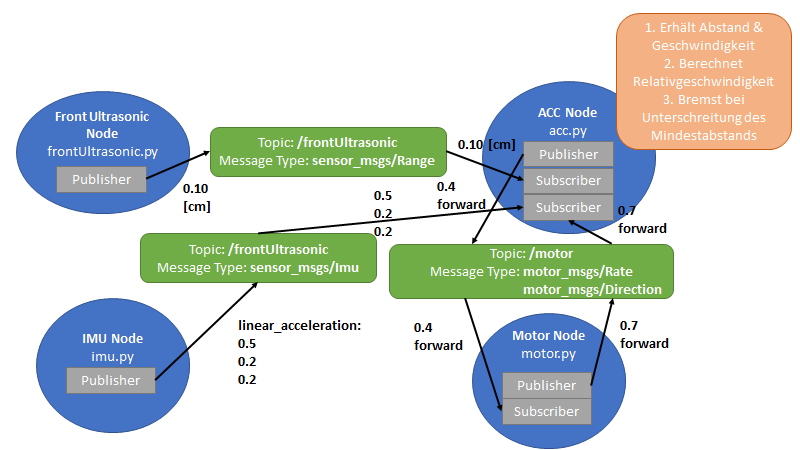 1. Erhält Abstand &
Geschwindigkeit
2. Berechnet
Relativgeschwindigkeit
3. Bremst bei
Unterschreitung des
Mindestabstands
Front Ultrasonic
Node
frontUltrasonic.py
Publisher
0.10
[cm]
Topic: /frontUltrasonic
Message Type: sensor_msgs/Range
0.10 [cm]
ACC Node
acc.py
Publisher
Subscriber
Subscriber
0.4
forward
0.5
0.2
0.2
0.7
forward
Topic: /frontUltrasonic
Message Type: sensor_msgs/Imu
Topic: /motor
Message Type: motor_msgs/Rate
motor_msgs/Direction
IMU Node
imu.py
Publisher
linear_acceleration:
0.5
0.2
0.2
0.4
forward
0.7
forward
Motor Node
motor.py
Publisher
Subscriber